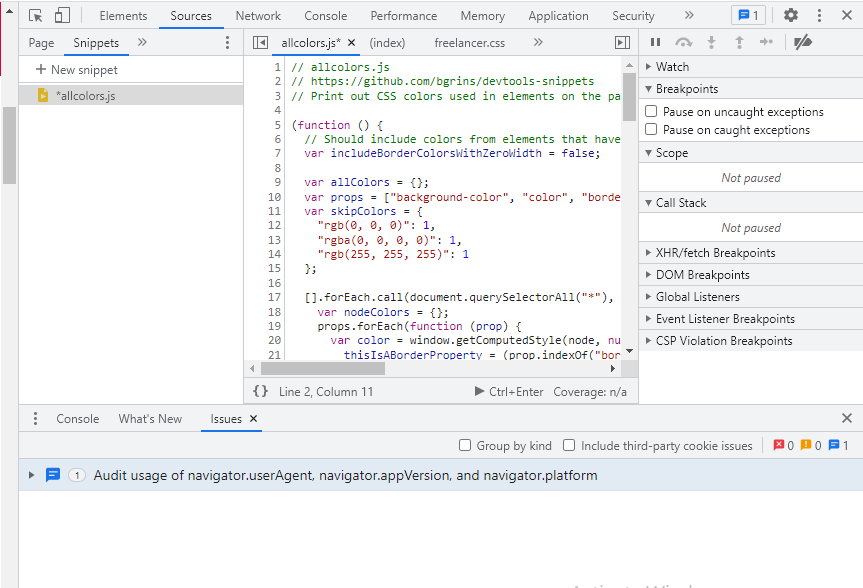 Elements Sources Network Console Performance Memory Application Security » 1
Page Snippets »
allcolors.js* × (index) freelancer.css »
+ New snippet
*allcolors.js
1 // allcolors.js
2 // https://github.com/bgrins/devtools-snippets
3 // Print out CSS colors used in elements on the pa
4
5 (function () {
6 // Should include colors from elements that have
7 var includeBorderColorsWithZeroWidth = false;
8
9 var allColors = {};
10 var props = ["background-color", "color", "borde
11 var skipColors = {
12 "rgb(0, 0, 0)": 1,
13 "rgba(0, 0, 0, 0)": 1,
14 "rgb(255, 255, 255)": 1
15 };
16
17 [].forEach.call(document.querySelectorAll("*"),
18 var nodeColors = {};
19 props.forEach(function (prop) {
20 var color = window.getComputedStyle(node, nu
21 thisIsABorderProperty = (prop.indexOf("bor
{} Line 2, Column 11 Ctrl+Enter Coverage: n/a
Watch
Breakpoints
Pause on uncaught exceptions
Pause on caught exceptions
Scope
Not paused
Call Stack
Not paused
XHR/fetch Breakpoints
DOM Breakpoints
Global Listeners
Event Listener Breakpoints
CSP Violation Breakpoints
Console What's New Issues ×
Group by kind Include third-party cookie issues 0 0 1
1 Audit usage of navigator.userAgent, navigator.appVersion, and navigator.platform